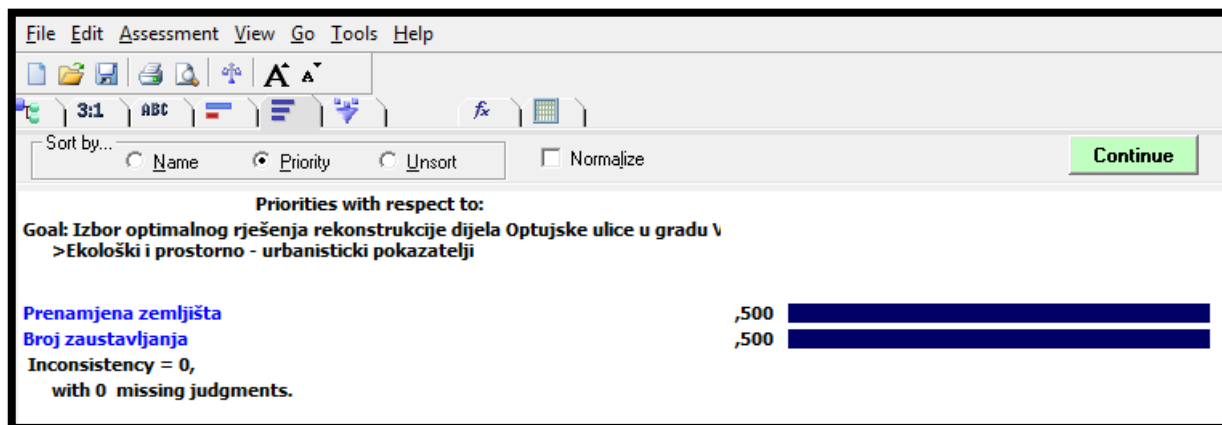 File Edit Assessment View Go Tools Help
A A
3:1 ABC fx
Sort by... Name Priority Unsort Normalize Continue
Priorities with respect to:
Goal: Izbor optimalnog rješenja rekonstrukcije dijela Optujske ulice u gradu V
>Ekološki i prostorno - urbanisticki pokazatelji
Prenamjena zemljišta ,500
Broj zaustavljanja ,500
Inconsistency = 0,
with 0 missing judgments.